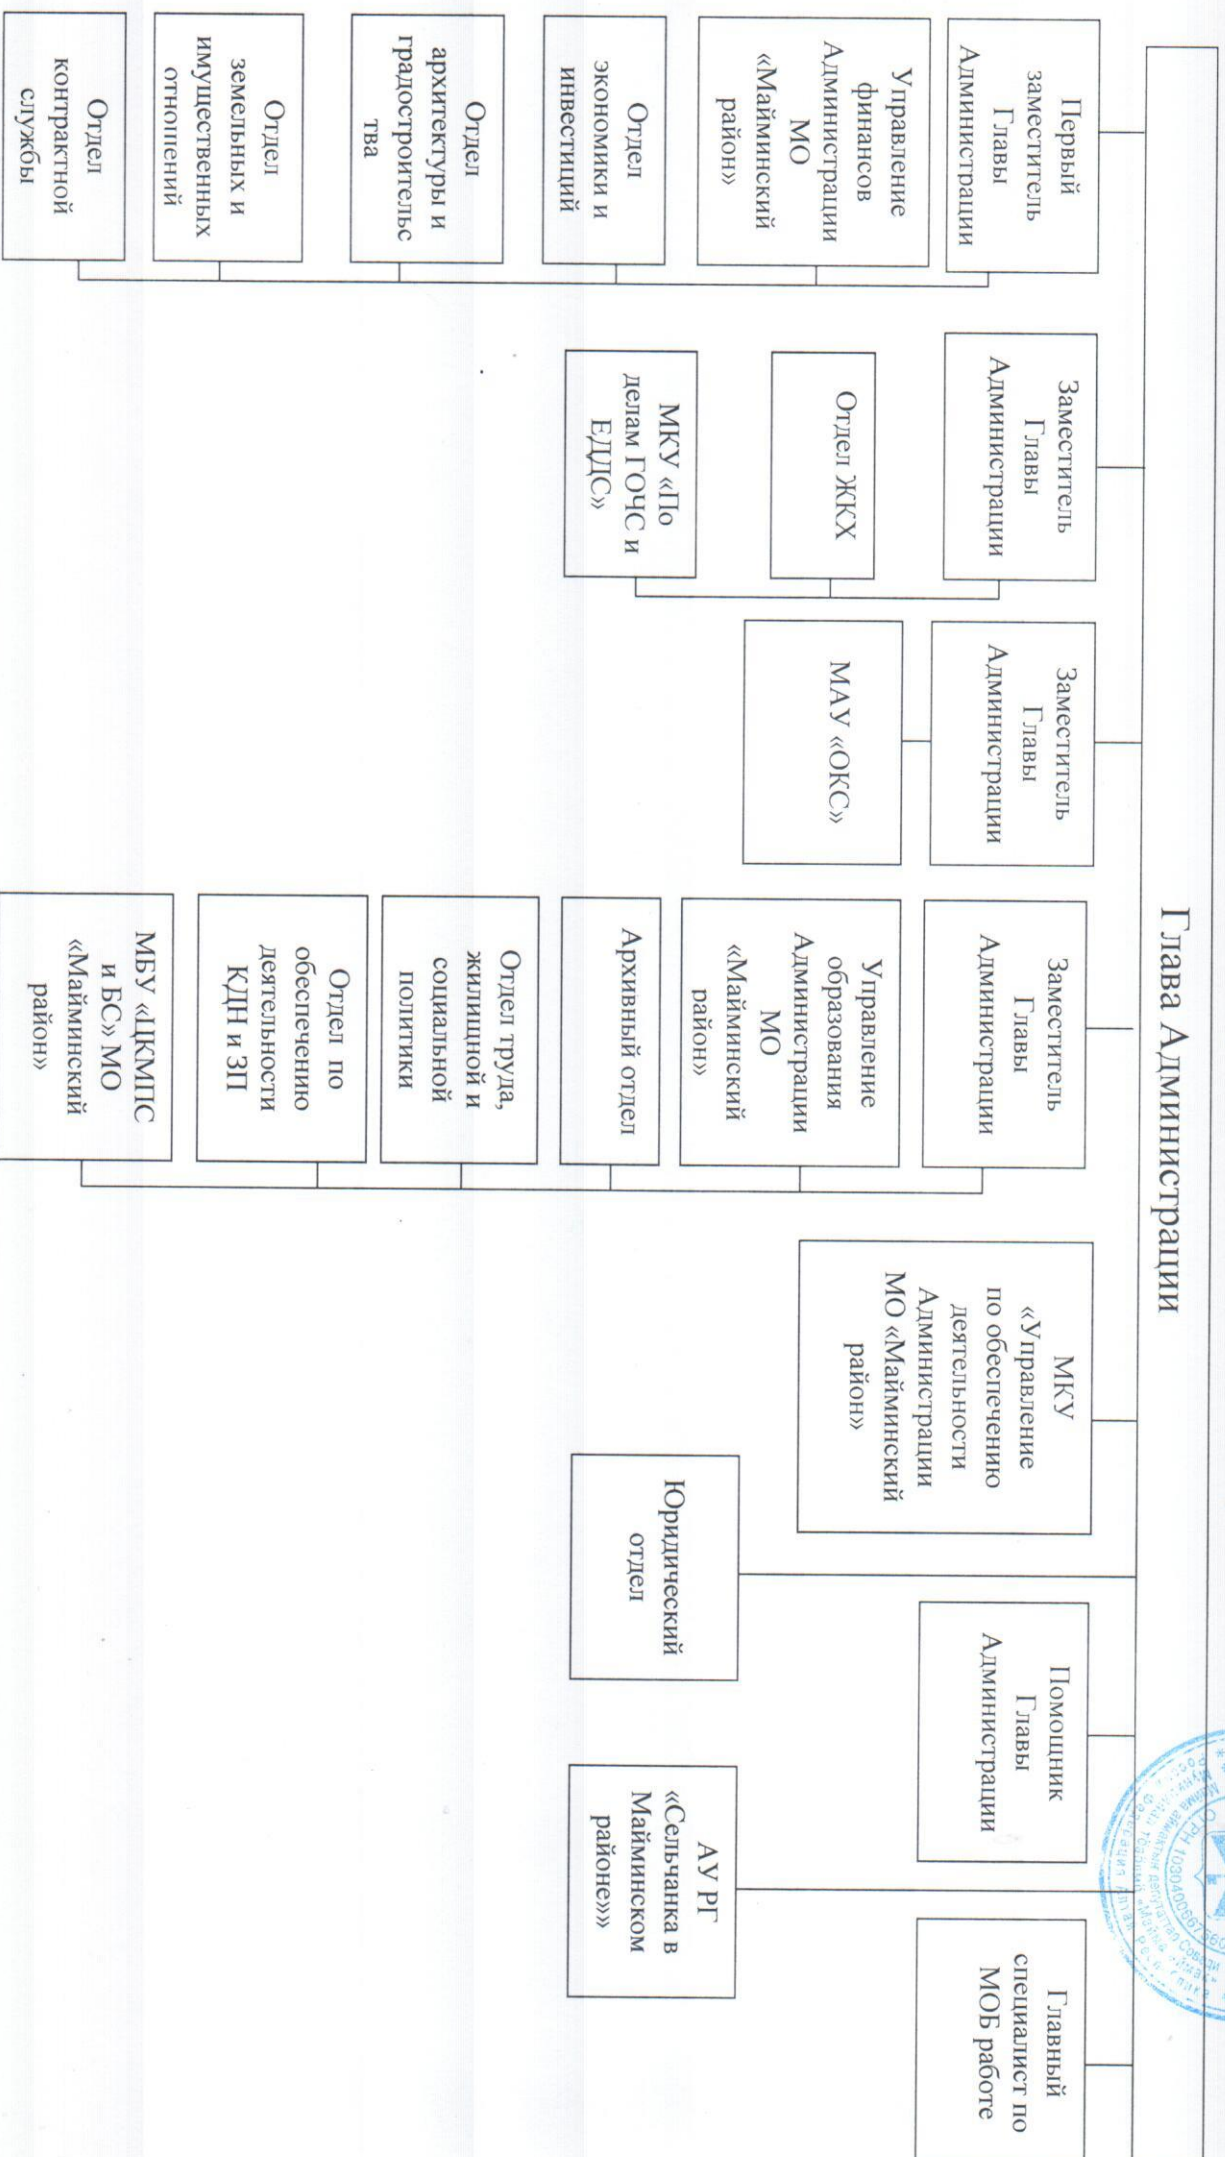 Глава Администрации
Первый
заместитель
Главы
Администрации
Управление
финансов
Администрации
МО
«Майминский
район»
Отдел
экономики и
инвестиций
Отдел
архитектуры и
градостроительс
тва
Отдел
земельных и
имущественных
отношений
Отдел
контрактной
службы
Заместитель
Главы
Администрации
Отдел ЖКХ
МКУ «По
делам ГОЧС и
ЕДДС»
Заместитель
Главы
Администрации
МАУ «ОКС»
Заместитель
Главы
Администрации
Управление
образования
Администрации
МО
«Майминский
район»
Архивный отдел
Отдел труда,
жилищной и
социальной
политики
Отдел по
обеспечению
деятельности
КДН и ЗП
МБУ «ЦКМПС
и БС» МО
«Майминский
район»
МКУ
«Управление
по обеспечению
деятельности
Администрации
МО «Майминский
район»
Юридический
отдел
Помощник
Главы
Администрации
АУ РГ
«Сельчанка в
Майминском
районе»»
Главный
специалист по
МОБ работе